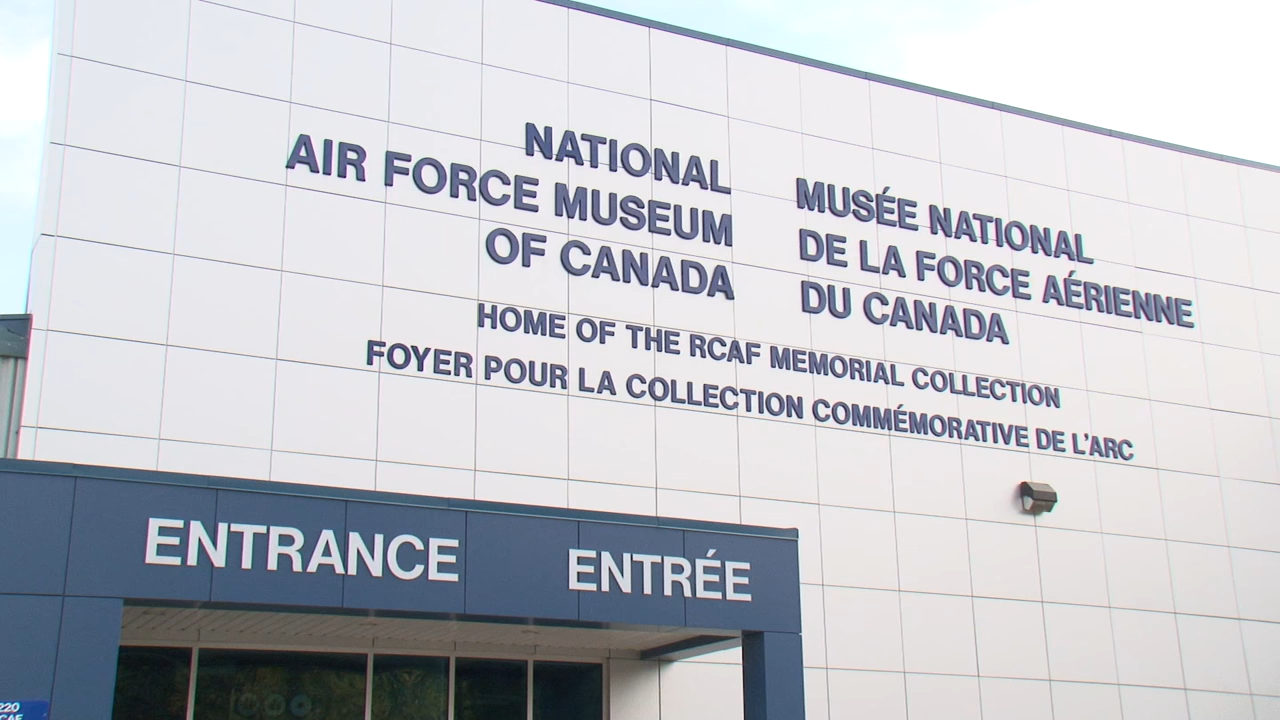 NATIONAL
AIR FORCE MUSEUM
OF CANADA
MUSÉE NATIONAL
DE LA FORCE AÉRIENNE
DU CANADA
HOME OF THE RCAF MEMORIAL COLLECTION
FOYER POUR LA COLLECTION COMMÉMORATIVE DE L'ARC
ENTRANCE
ENTRÉE
220